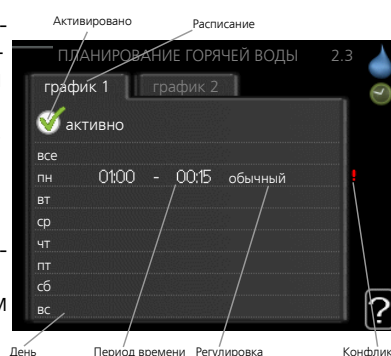 Активировано Расписание
ПЛАНИРОВАНИЕ ГОРЯЧЕЙ ВОДЫ 2.3
график 1 график 2
активно
все
пн 01:00 - 00:15 обычный !
вт
ср
чт
пт
сб
вс
?
День Период времени Регулировка Конфлик